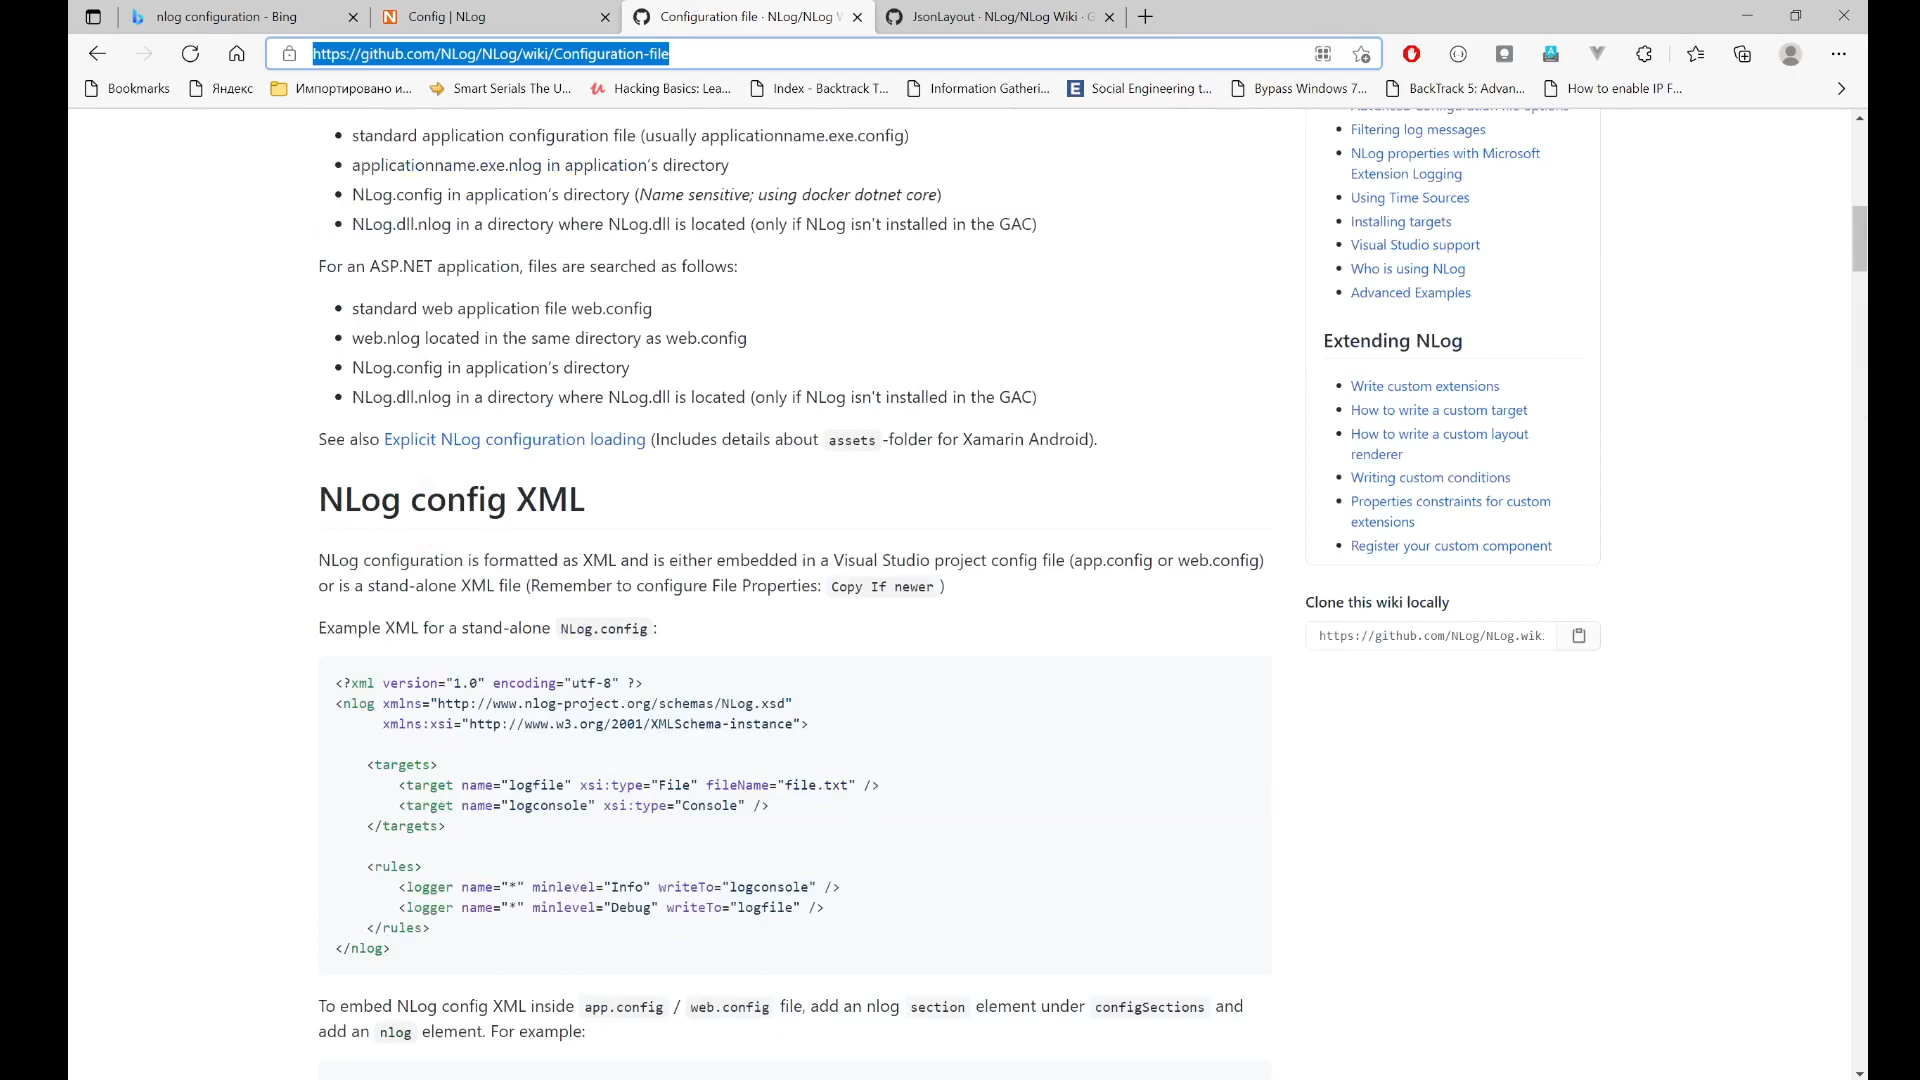 nlog configuration - Bing
Config | NLog
Configuration file · NLog/NLog W
JsonLayout · NLog/NLog Wiki · G
https://github.com/NLog/NLog/wiki/Configuration-file
Bookmarks
Яндекс
Импортировано и...
Smart Serials The U...
Hacking Basics: Lea...
Index - Backtrack T...
Information Gatheri...
Social Engineering t...
Bypass Windows 7...
BackTrack 5: Advan...
How to enable IP F...
standard application configuration file (usually applicationname.exe.config)
applicationname.exe.nlog in application's directory
NLog.config in application's directory (Name sensitive; using docker dotnet core)
NLog.dll.nlog in a directory where NLog.dll is located (only if NLog isn't installed in the GAC)
For an ASP.NET application, files are searched as follows:
standard web application file web.config
web.nlog located in the same directory as web.config
NLog.config in application's directory
NLog.dll.nlog in a directory where NLog.dll is located (only if NLog isn't installed in the GAC)
See also Explicit NLog configuration loading (Includes details about assets -folder for Xamarin Android).
NLog config XML
NLog configuration is formatted as XML and is either embedded in a Visual Studio project config file (app.config or web.config)
or is a stand-alone XML file (Remember to configure File Properties: Copy If newer )
Example XML for a stand-alone NLog.config :
<?xml version="1.0" encoding="utf-8" ?>
<nlog xmlns="http://www.nlog-project.org/schemas/NLog.xsd"
xmlns:xsi="http://www.w3.org/2001/XMLSchema-instance">
<targets>
<target name="logfile" xsi:type="File" fileName="file.txt" />
<target name="logconsole" xsi:type="Console" />
</targets>
<rules>
<logger name="*" minlevel="Info" writeTo="logconsole" />
<logger name="*" minlevel="Debug" writeTo="logfile" />
</rules>
</nlog>
To embed NLog config XML inside app.config / web.config file, add an nlog section element under configSections and
add an nlog element. For example:
Advanced Configuration file options
Filtering log messages
NLog properties with Microsoft
Extension Logging
Using Time Sources
Installing targets
Visual Studio support
Who is using NLog
Advanced Examples
Extending NLog
Write custom extensions
How to write a custom target
How to write a custom layout
renderer
Writing custom conditions
Properties constraints for custom
extensions
Register your custom component
Clone this wiki locally
https://github.com/NLog/NLog.wiki